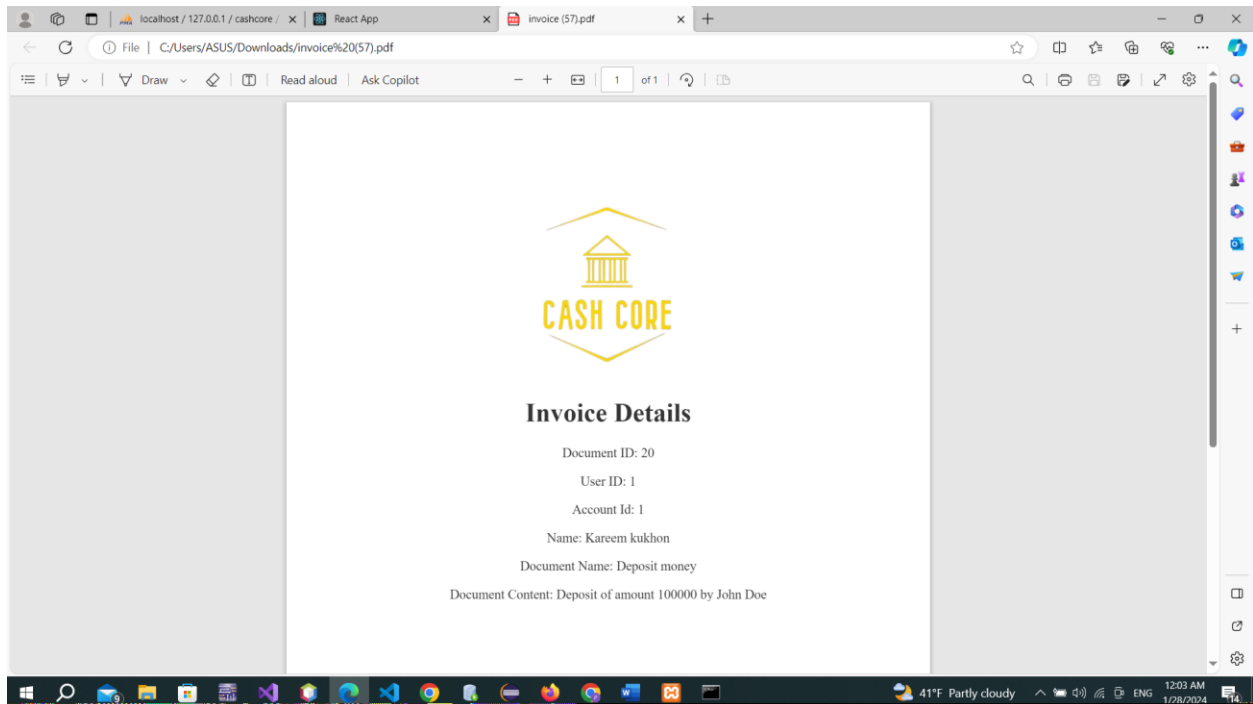 localhost / 127.0.0.1 / cashcore /
React App
invoice (57).pdf
File
C:/Users/ASUS/Downloads/invoice%20(57).pdf
Draw
Read aloud
Ask Copilot
1 of 1
CASH CORE
Invoice Details
Document ID: 20
User ID: 1
Account Id: 1
Name: Kareem kukhon
Document Name: Deposit money
Document Content: Deposit of amount 100000 by John Doe
41°F Partly cloudy
ENG
12:03 AM
1/28/2024